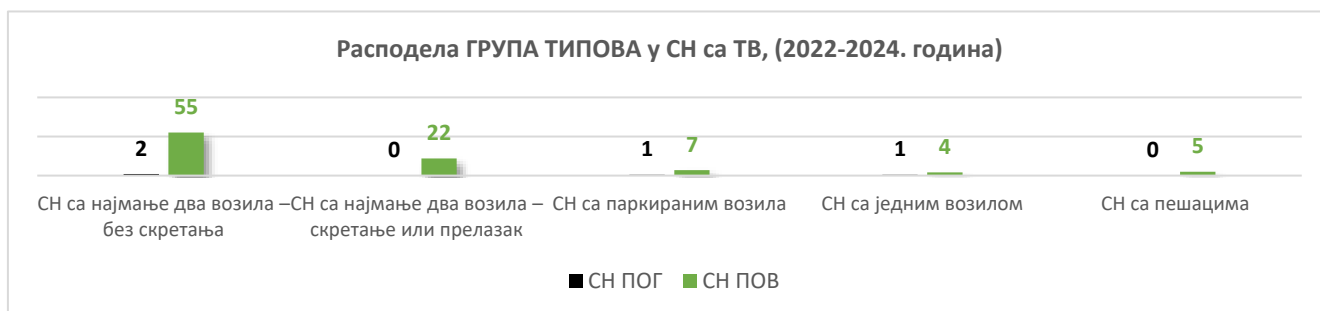 Расподела ГРУПА ТИПОВА у СН са ТВ, (2022-2024. година)
2 55
0 22
1 7
1 4
0 5
СН са најмање два возила –
без скретања
СН са најмање два возила –
скретање или прелазак
СН са паркираним возила
СН са једним возилом
СН са пешацима
СН ПОГ СН ПОВ